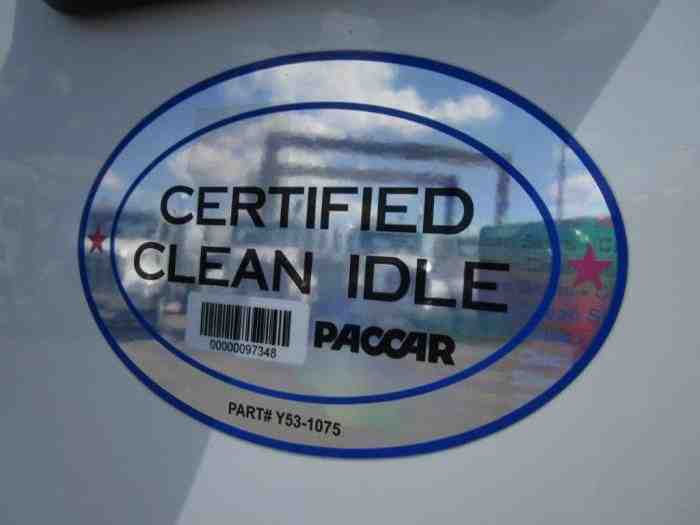 CERTIFIED
CLEAN IDLE
00000097348
PACCAR
PART# Y53-1075